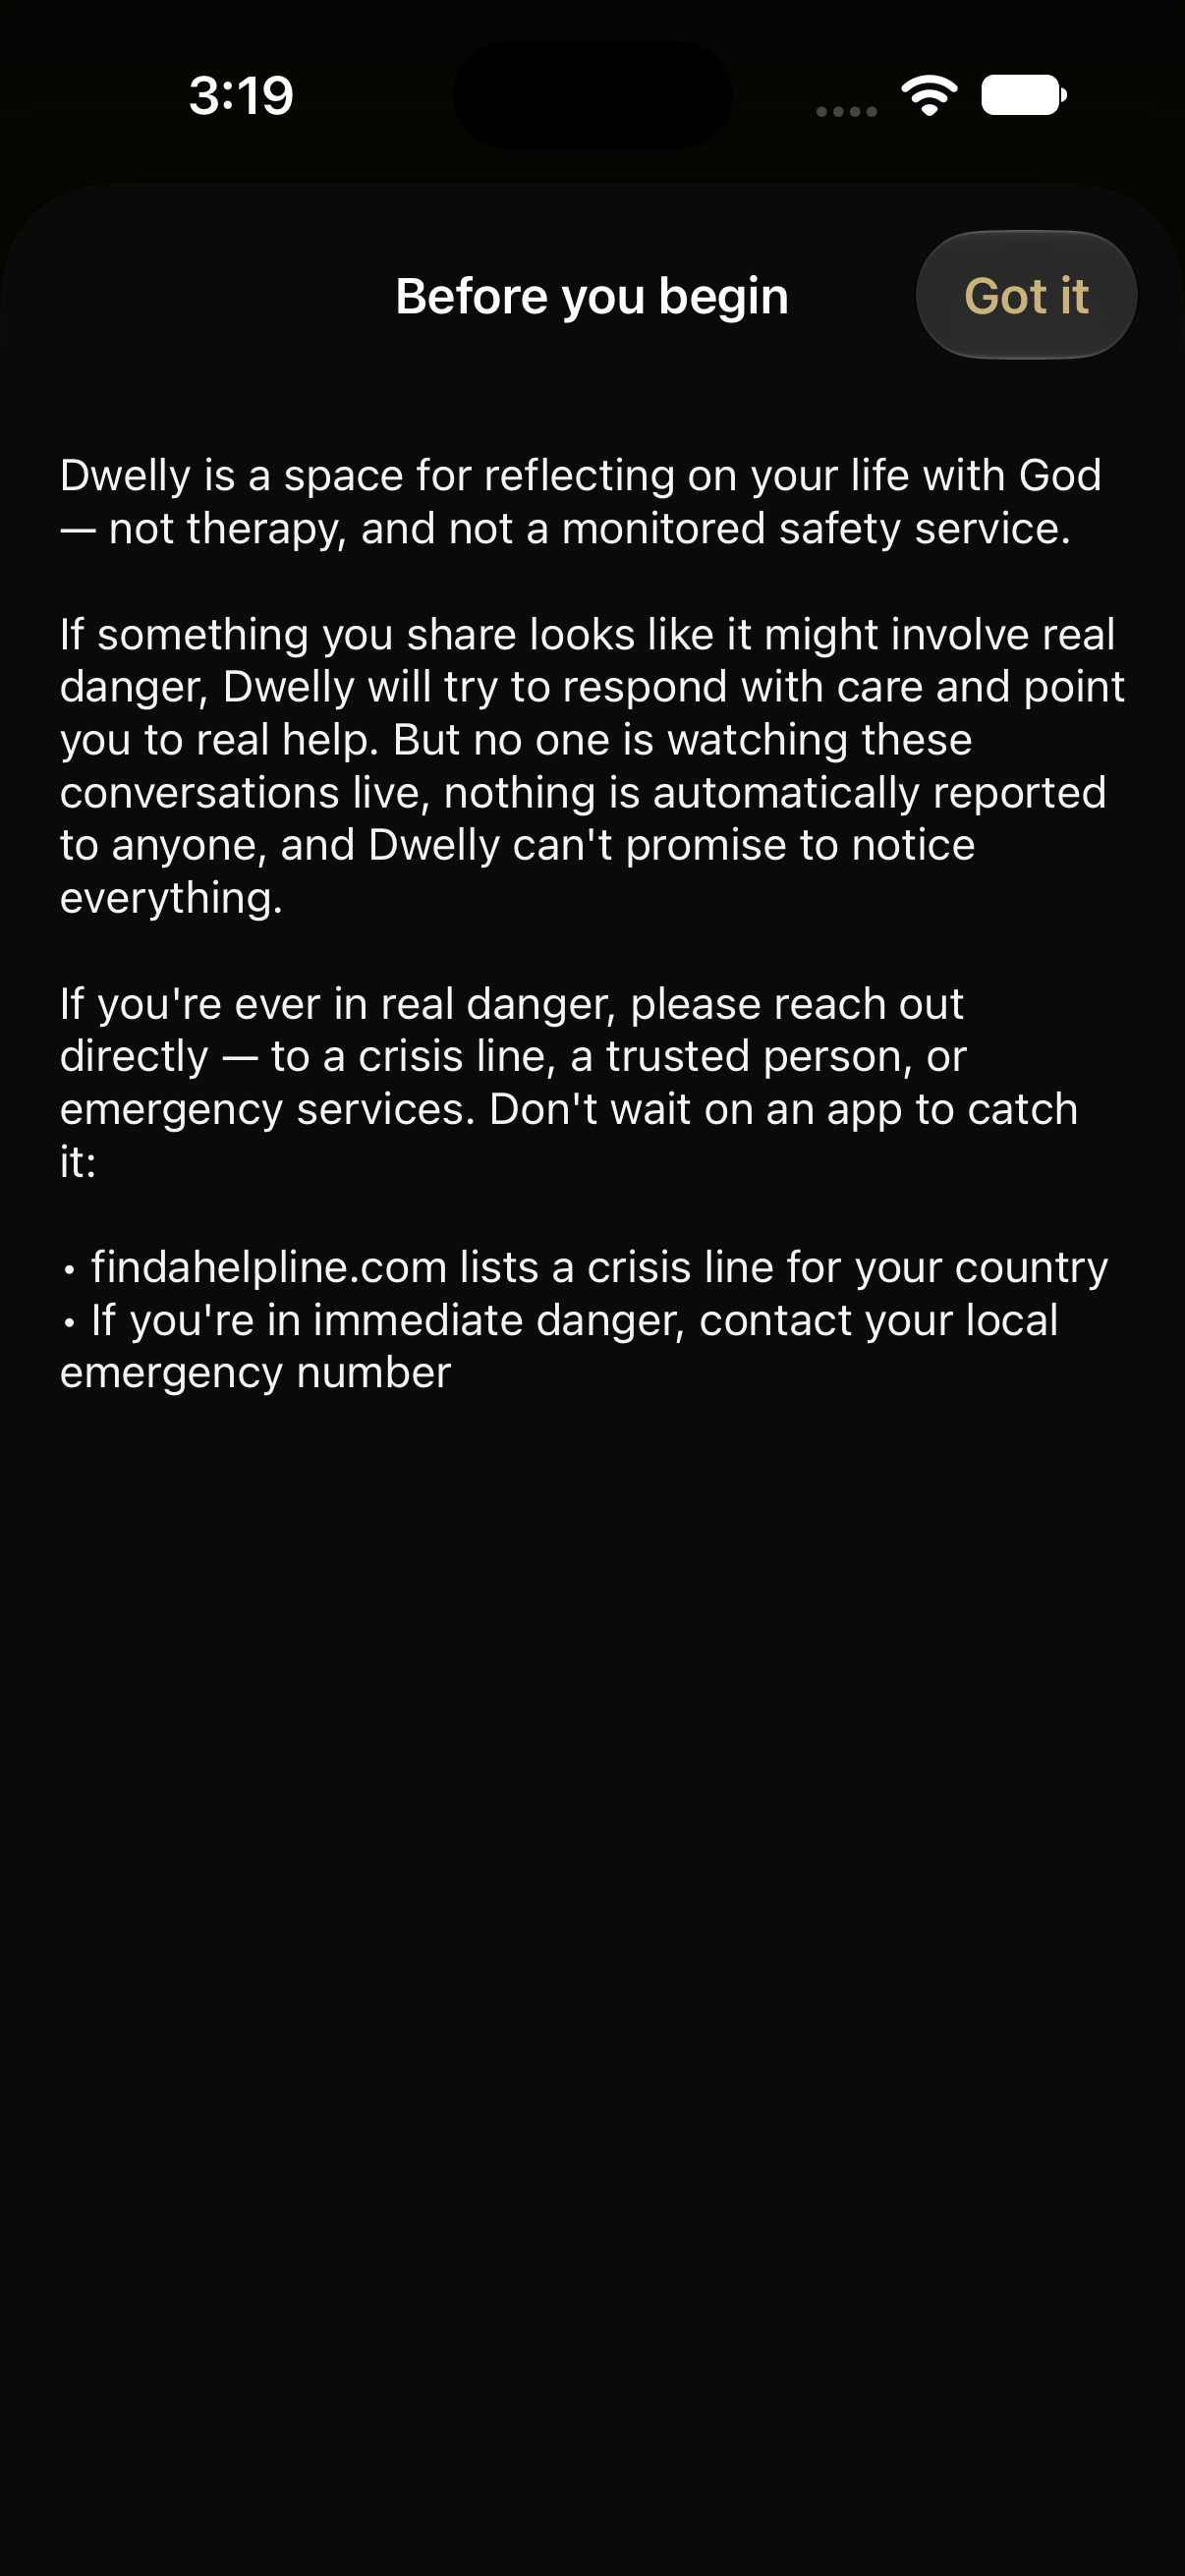 3:19
Before you begin
Got it
Dwelly is a space for reflecting on your life with God
— not therapy, and not a monitored safety service.
If something you share looks like it might involve real
danger, Dwelly will try to respond with care and point
you to real help. But no one is watching these
conversations live, nothing is automatically reported
to anyone, and Dwelly can't promise to notice
everything.
If you're ever in real danger, please reach out
directly — to a crisis line, a trusted person, or
emergency services. Don't wait on an app to catch
it:
• findahelpline.com lists a crisis line for your country
• If you're in immediate danger, contact your local
emergency number